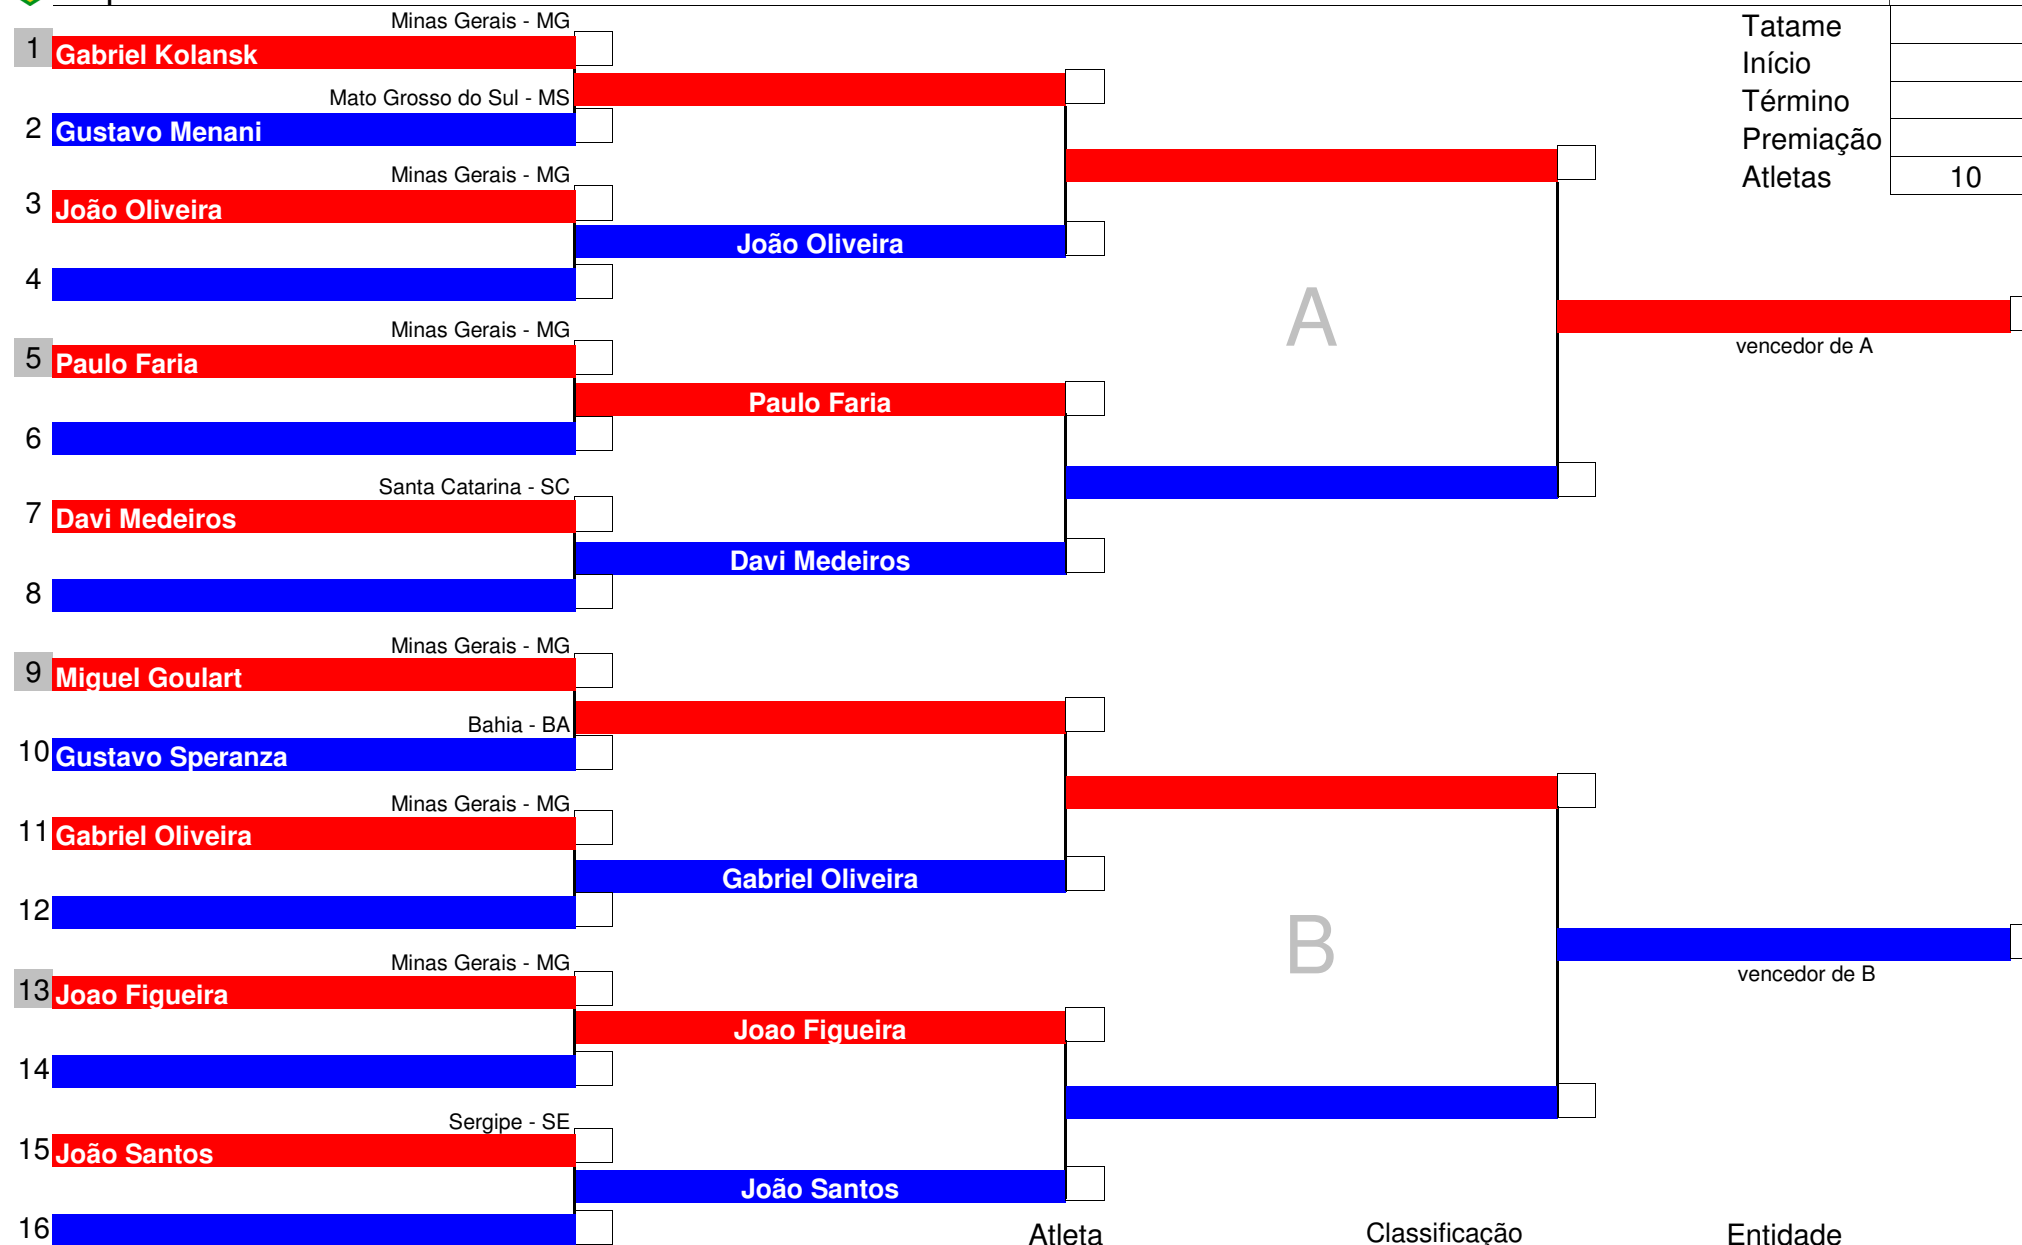 Minas Gerais - MG
1 Gabriel Kolansk
Mato Grosso do Sul - MS
2 Gustavo Menani
Minas Gerais - MG
3 João Oliveira
João Oliveira
4
Minas Gerais - MG
5 Paulo Faria
Paulo Faria
6
Santa Catarina - SC
7 Davi Medeiros
Davi Medeiros
8
Minas Gerais - MG
9 Miguel Goulart
Bahia - BA
10 Gustavo Speranza
Minas Gerais - MG
11 Gabriel Oliveira
Gabriel Oliveira
12
Minas Gerais - MG
13 Joao Figueira
Joao Figueira
14
Sergipe - SE
15 João Santos
João Santos
16
A
B
Tatame
Início
Término
Premiação
Atletas 10
vencedor de A
vencedor de B
Atleta Classificação Entidade